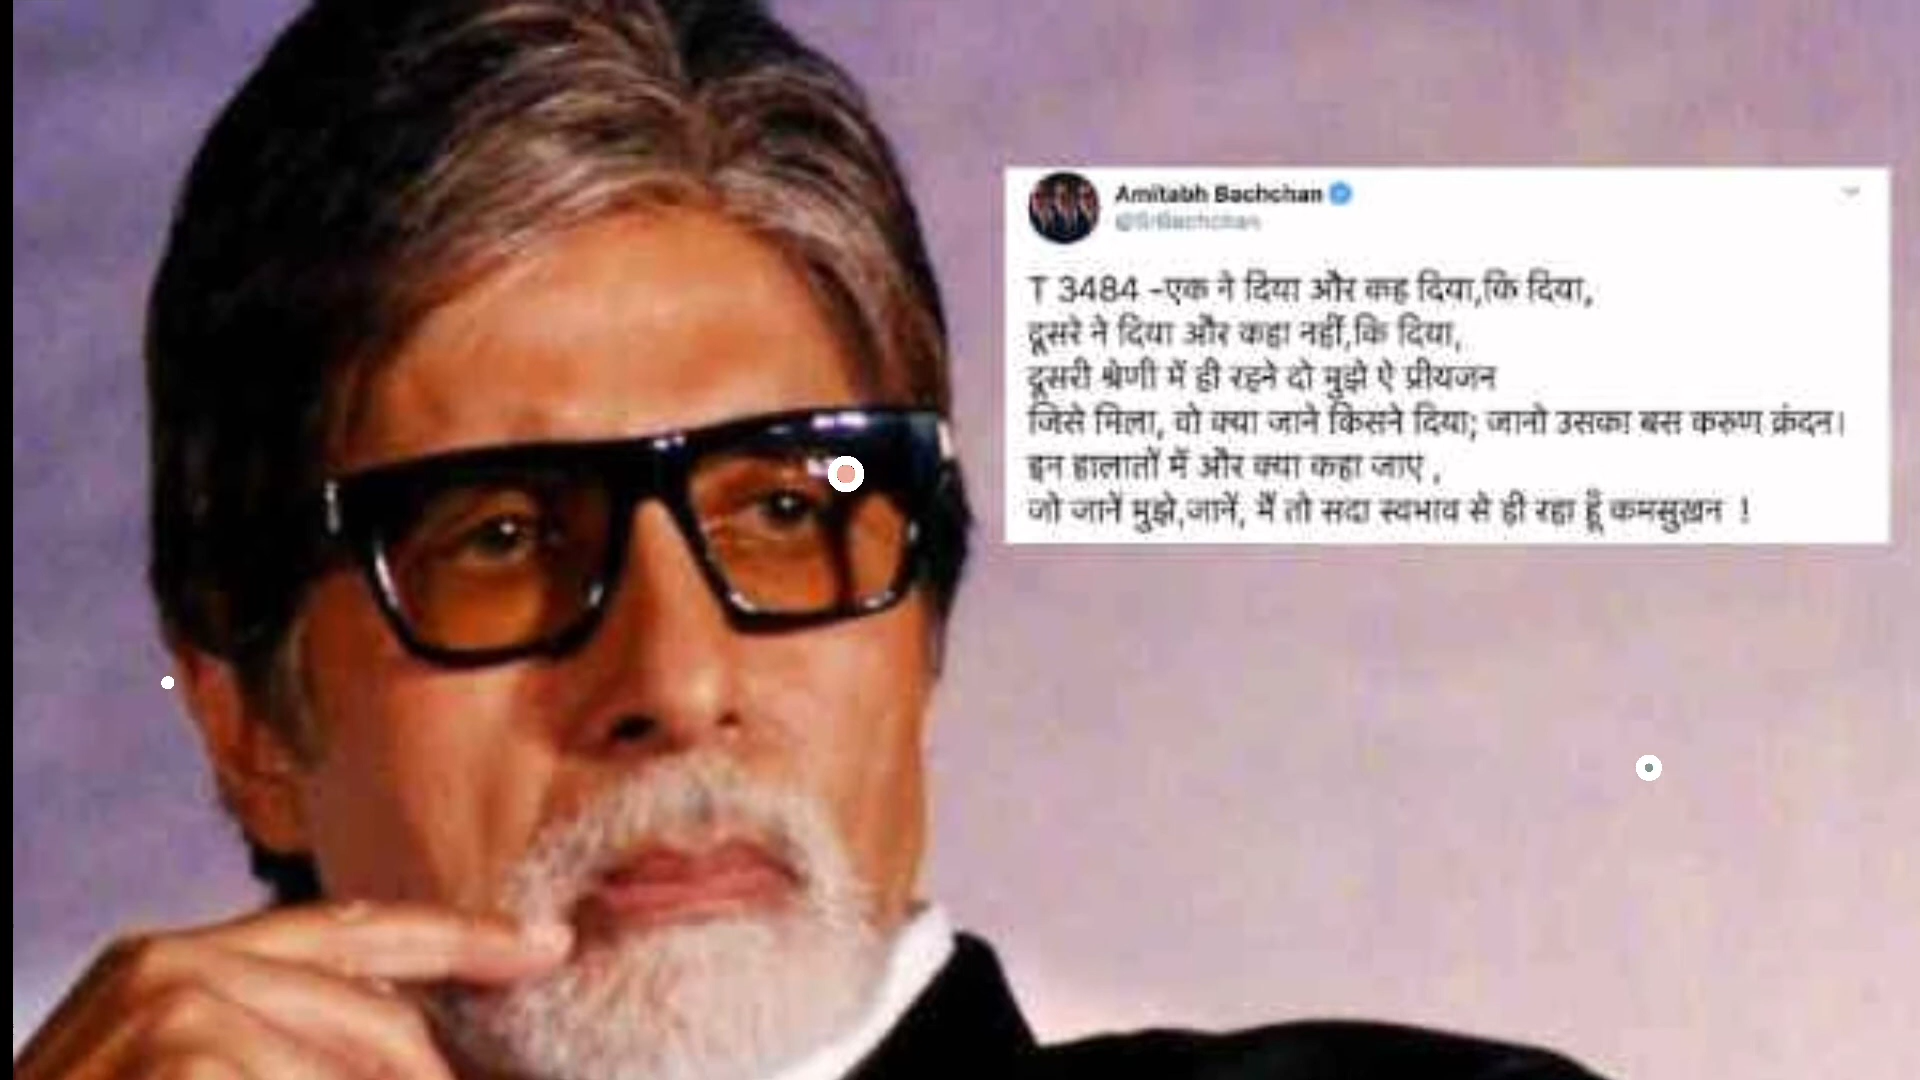 Amitabh Bachchan
@SrBachchan
T 3484 -एक ने दिया और कह दिया,कि दिया,
दूसरे ने दिया और कहा नहीं,कि दिया,
दूसरी श्रेणी में ही रहने दो मुझे ऐ प्रीयजन
जिसे मिला, वो क्या जाने किसने दिया; जानो उसका बस करुण क्रंदन।
इन हालातों में और क्या कहा जाए ,
जो जानें मुझे,जानें, मैं तो सदा स्वभाव से ही रहा हूँ कमसुख़न !